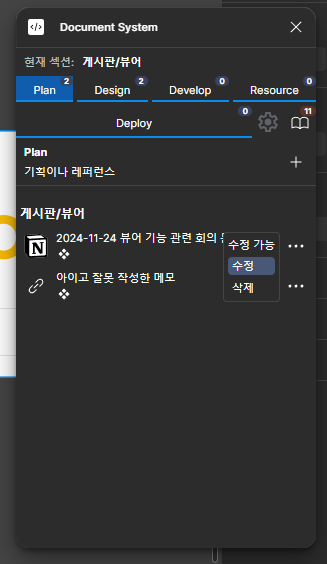 Document System
현재 섹션: 게시판/뷰어
Plan 2 Design 2 Develop 0 Resource 0
Deploy 0 11
Plan
기획이나 레퍼런스
게시판/뷰어
2024-11-24 뷰어 기능 관련 회의
수정 가능
아이고 잘못 작성한 메모
수정
삭제